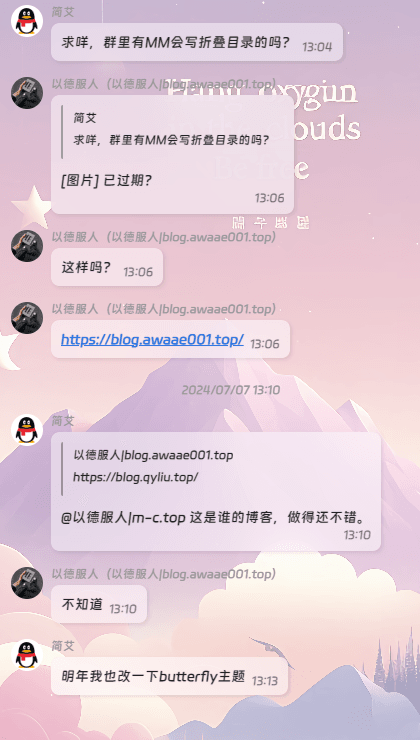 简艾
求咩，群里有MM会写折叠目录的吗？ 13:04
以德服人（以德服人|blog.awaae001.top）
简艾
求咩，群里有MM会写折叠目录的吗？
[图片] 已过期？
13:06
以德服人（以德服人|blog.awaae001.top）
这样吗？ 13:06
以德服人（以德服人|blog.awaae001.top）
https://blog.awaae001.top/ 13:06
2024/07/07 13:10
简艾
以德服人|blog.awaae001.top
https://blog.qyliu.top/
@以德服人|m-c.top 这是谁的博客，做得还不错。
13:10
以德服人（以德服人|blog.awaae001.top）
不知道 13:10
简艾
明年我也改一下butterfly主题 13:13